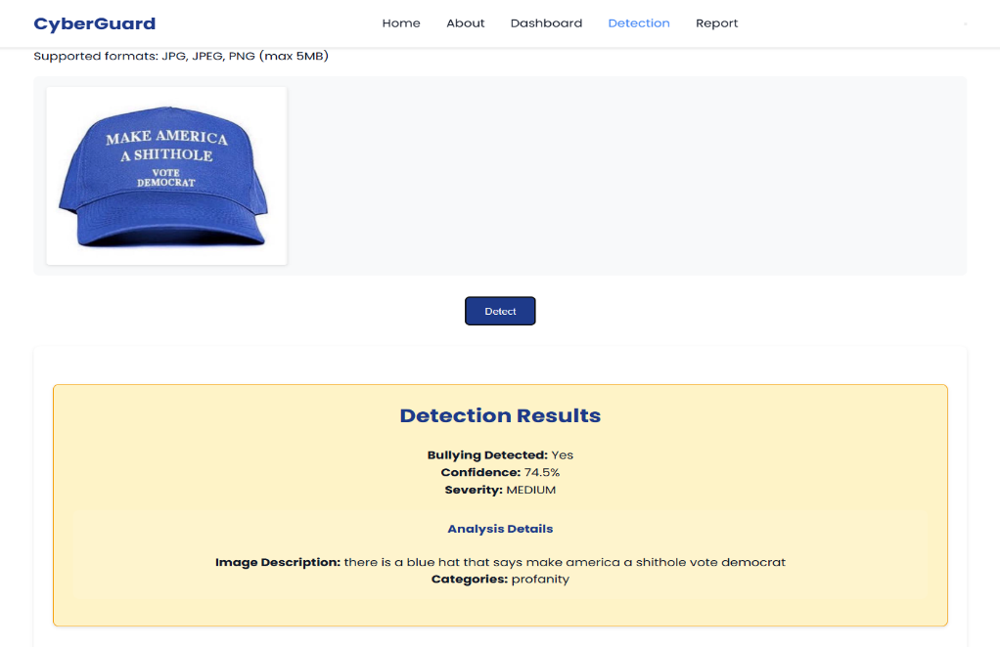 CyberGuard
Home About Dashboard Detection Report
Supported formats: JPG, JPEG, PNG (max 5MB)
MAKE AMERICA
A SHITHOLE
VOTE
DEMOCRAT
Detect
Detection Results
Bullying Detected: Yes
Confidence: 74.5%
Severity: MEDIUM
Analysis Details
Image Description: there is a blue hat that says make america a shithole vote democrat
Categories: profanity